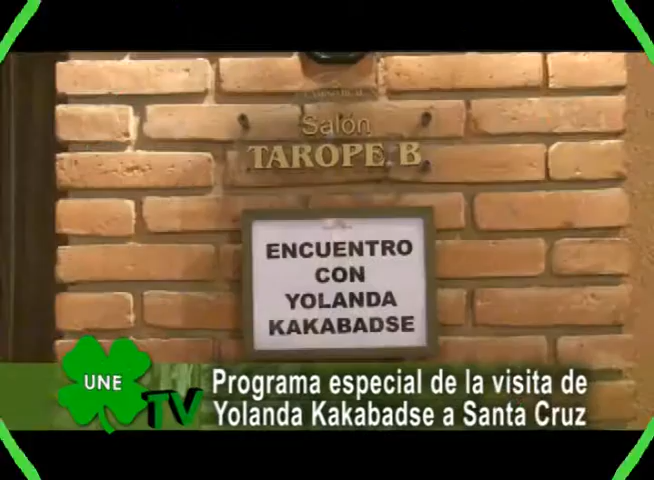 Salón
TAROPE B
ENCUENTRO
CON
YOLANDA
KAKABADSE
UNE
TV
Programa especial de la visita de
Yolanda Kakabadse a Santa Cruz